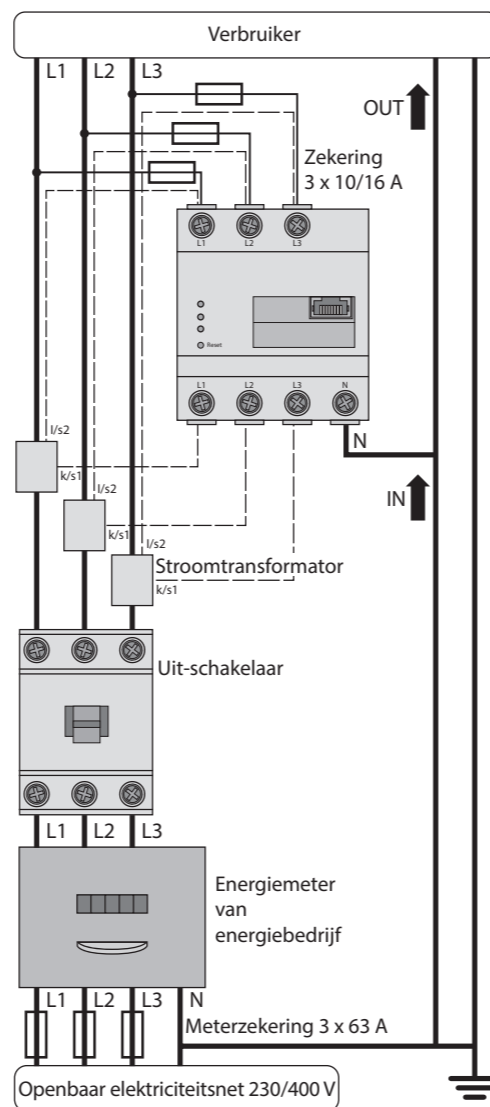 Verbruiker
L1 L2 L3
OUT
Zekering
3 x 10/16 A
L1 L2 L3
Reset
L1 L2 L3 N
N
l/s2
k/s1
IN
l/s2
k/s1
l/s2
Stroomtransformator
k/s1
Uit-schakelaar
L1 L2 L3
Energiemeter
van
energiebedrijf
L1 L2 L3 N
Meterzekering 3 x 63 A
Openbaar elektriciteitsnet 230/400 V